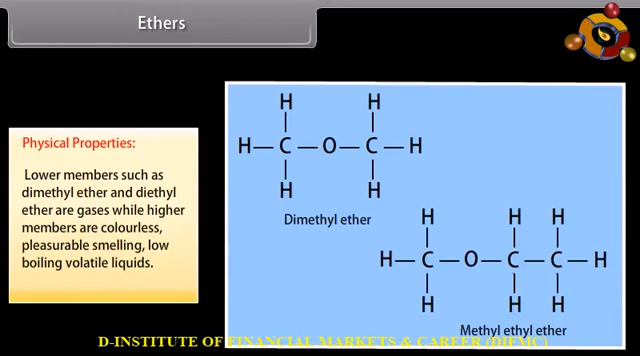 Ethers
Physical Properties:
Lower members such as
dimethyl ether and diethyl
ether are gases while higher
members are colourless,
pleasurable smelling, low
boiling volatile liquids.
H H
H C O C H
H H
Dimethyl ether
H H H
H C O C C H
H H H
Methyl ethyl ether
D-INSTITUTE OF FINANCIAL MARKETS & CAREER (DIFMC)